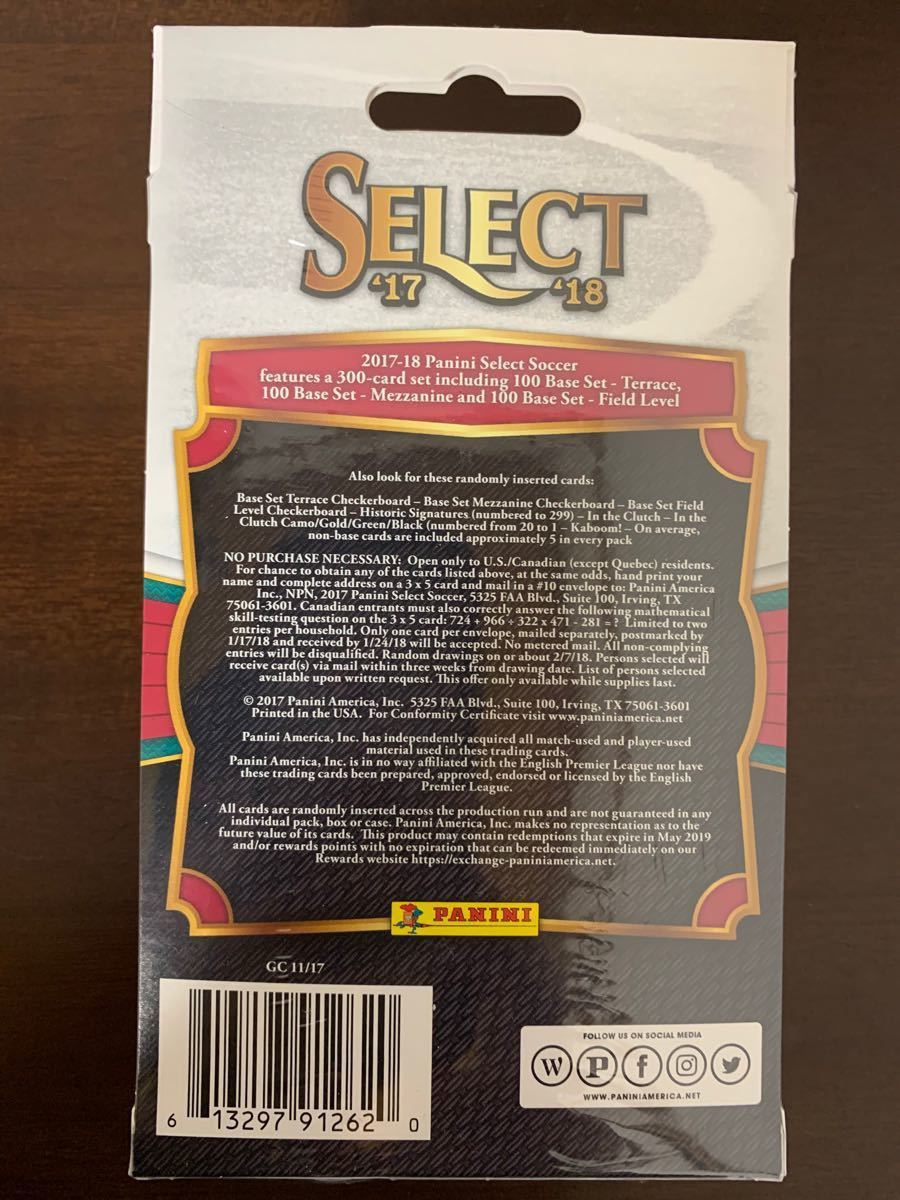 SELECT
'17 '18
2017-18 Panini Select Soccer
features a 300-card set including 100 Base Set - Terrace,
100 Base Set - Mezzanine and 100 Base Set - Field Level
Also look for these randomly inserted cards:
Base Set Terrace Checkerboard – Base Set Mezzanine Checkerboard – Base Set Field
Level Checkerboard – Historic Signatures (numbered to 299) – In the Clutch – In the
Clutch Camo/Gold/Green/Black (numbered from 20 to 1 – Kaboom! – On average,
non-base cards are included approximately 5 in every pack
NO PURCHASE NECESSARY: Open only to U.S./Canadian (except Quebec) residents.
For chance to obtain any of the cards listed above, at the same odds, hand print your
name and complete address on a 3 x 5 card and mail in a #10 envelope to: Panini America
Inc., NPN, 2017 Panini Select Soccer, 5325 FAA Blvd., Suite 100, Irving, TX
75061-3601. Canadian entrants must also correctly answer the following mathematical
skill-testing question on the 3 x 5 card: 724 + 966 ÷ 322 x 471 - 281 = ? Limited to two
entries per household. Only one card per envelope, mailed separately, postmarked by
1/17/18 and received by 1/24/18 will be accepted. No metered mail. All non-complying
entries will be disqualified. Random drawings on or about 2/7/18. Persons selected will
receive card(s) via mail within three weeks from drawing date. List of persons selected
available upon written request. This offer only available while supplies last.
© 2017 Panini America, Inc. 5325 FAA Blvd., Suite 100, Irving, TX 75061-3601
Printed in the USA. For Conformity Certificate visit www.paniniamerica.net
Panini America, Inc. has independently acquired all match-used and player-used
material used in these trading cards.
Panini America, Inc. is in no way affiliated with the English Premier League nor have
these trading cards been prepared, approved, endorsed or licensed by the English
Premier League.
All cards are randomly inserted across the production run and are not guaranteed in any
individual pack, box or case. Panini America, Inc. makes no representation as to the
future value of its cards. This product may contain redemptions that expire in May 2019
and/or rewards points with no expiration that can be redeemed immediately on our
Rewards website https://exchange-paniniamerica.net.
PANINI
GC 11/17
6 13297 91262 0
FOLLOW US ON SOCIAL MEDIA
W P f
WWW.PANINIAMERICA.NET